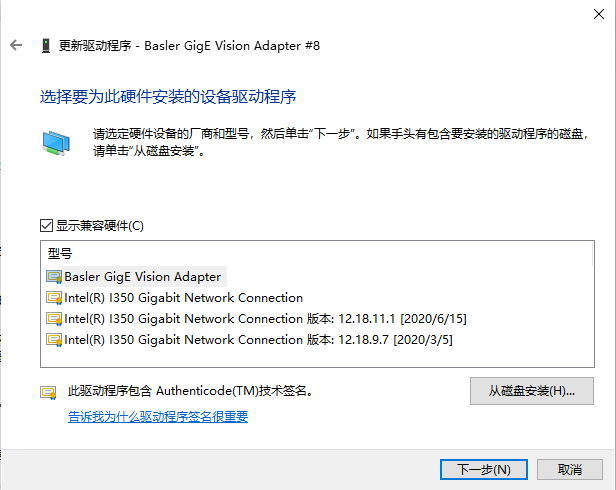 更新驱动程序 - Basler GigE Vision Adapter #8
选择要为此硬件安装的设备驱动程序
请选定硬件设备的厂商和型号，然后单击“下一步”。如果手头有包含要安装的驱动程序的磁盘，
请单击“从磁盘安装”。
显示兼容硬件(C)
型号
Basler GigE Vision Adapter
Intel(R) I350 Gigabit Network Connection
Intel(R) I350 Gigabit Network Connection 版本: 12.18.11.1 [2020/6/15]
Intel(R) I350 Gigabit Network Connection 版本: 12.18.9.7 [2020/3/5]
此驱动程序包含 Authenticode(TM)技术签名。
从磁盘安装(H)...
告诉我为什么驱动程序签名很重要
下一步(N)
取消